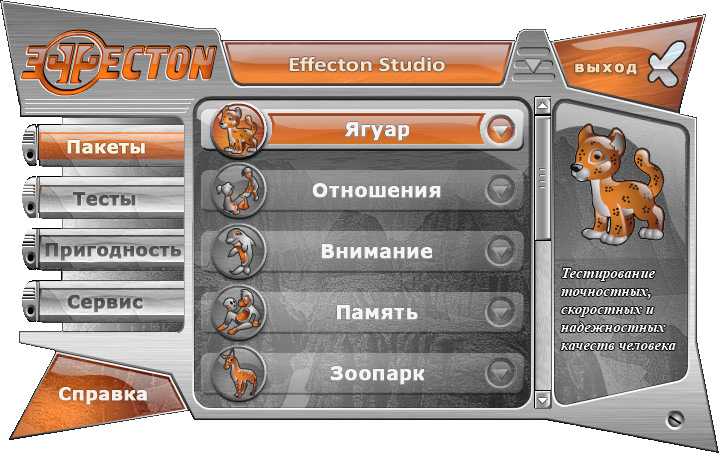 ЭФФЕСТОN
Effecton Studio
выход
Пакеты
Тесты
Пригодность
Сервис
Справка
Ягуар
Отношения
Внимание
Память
Зоопарк
Тестирование
точностных,
скоростных и
надежностных
качеств человека